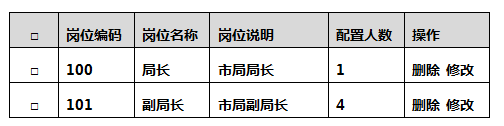 □ 岗位编码 岗位名称 岗位说明 配置人数 操作
□ 100 局长 市局局长 1 删除 修改
□ 101 副局长 市局副局长 4 删除 修改